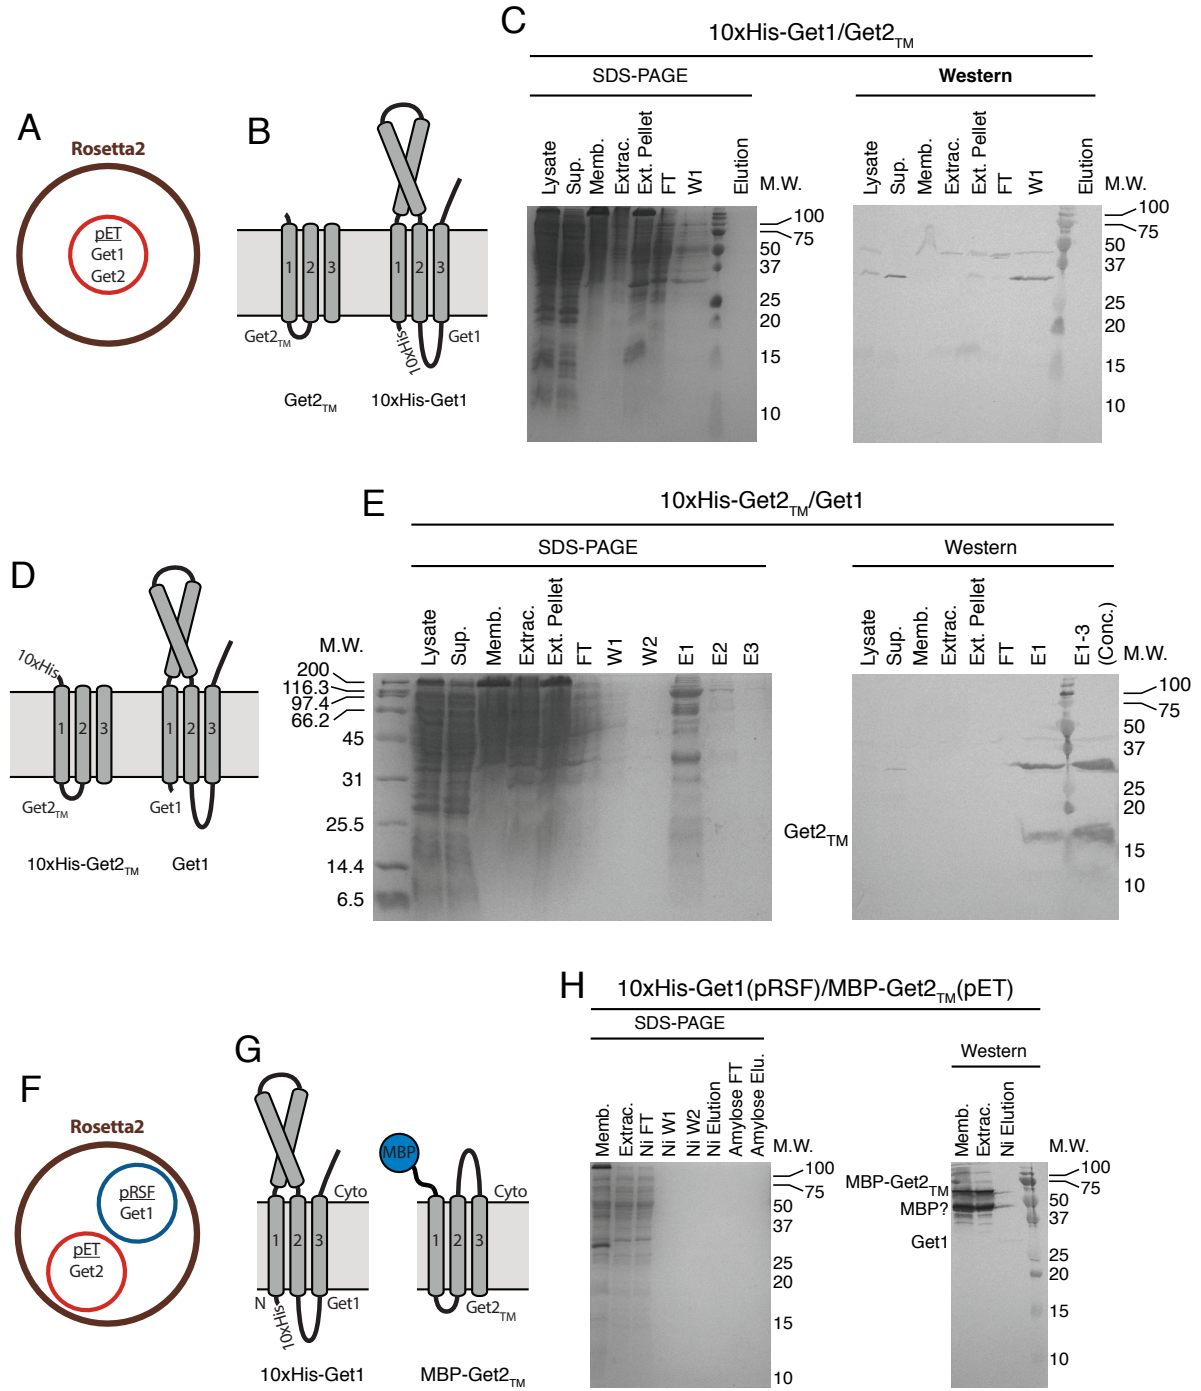 A
Rosetta2
pET
Get1
Get2
B
1 2 3 1 2 3
Get2TM
10xHis
Get1
Get2TM 10xHis-Get1
C
10xHis-Get1/Get2TM
SDS-PAGE
Western
Lysate
Sup.
Memb.
Extrac.
Ext. Pellet
FT
W1
Elution
M.W.
100
75
50
37
25
20
15
10
Lysate
Sup.
Memb.
Extrac.
Ext. Pellet
FT
W1
Elution
M.W.
100
75
50
37
25
20
15
10
D
10xHis
1 2 3 1 2 3
Get2TM
Get1
10xHis-Get2TM Get1
E
10xHis-Get2TM/Get1
SDS-PAGE
Western
M.W.
200
116.3
97.4
66.2
45
31
25.5
14.4
6.5
Lysate
Sup.
Memb.
Extrac.
Ext. Pellet
FT
W1
W2
E1
E2
E3
Get2TM
Lysate
Sup.
Memb.
Extrac.
Ext. Pellet
FT
E1
E1-3
(Conc.)
M.W.
100
75
50
37
25
20
15
10
F
Rosetta2
pRSF
Get1
pET
Get2
G
1 2 3
N
10xHis
Get1
10xHis-Get1
MBP
Cyto
Cyto
1 2 3
Get2TM
MBP-Get2TM
H
10xHis-Get1(pRSF)/MBP-Get2TM(pET)
SDS-PAGE
Western
Memb.
Extrac.
Ni FT
Ni W1
Ni W2
Ni Elution
Amylose FT
Amylose Elu.
M.W.
100
75
50
37
25
20
15
10
MBP-Get2TM
MBP?
Get1
Memb.
Extrac.
Ni Elution
M.W.
100
75
50
37
25
20
15
10